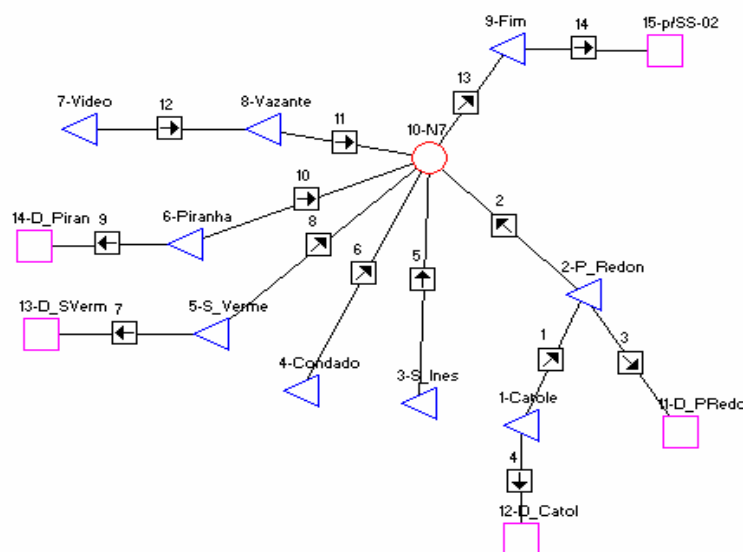 14
15-p/SS-02
9-Fim
13
12
7-Video
8-Vazante
11
10-N7
10
2
14-D_Piran
9
6-Piranha
8
6
5
2-P_Redon
13-D_SVerm
7
5-S_Verme
1
3
4-Condado
3-S_Ines
1-Catole
11-D_PRedo
4
12-D_Catol